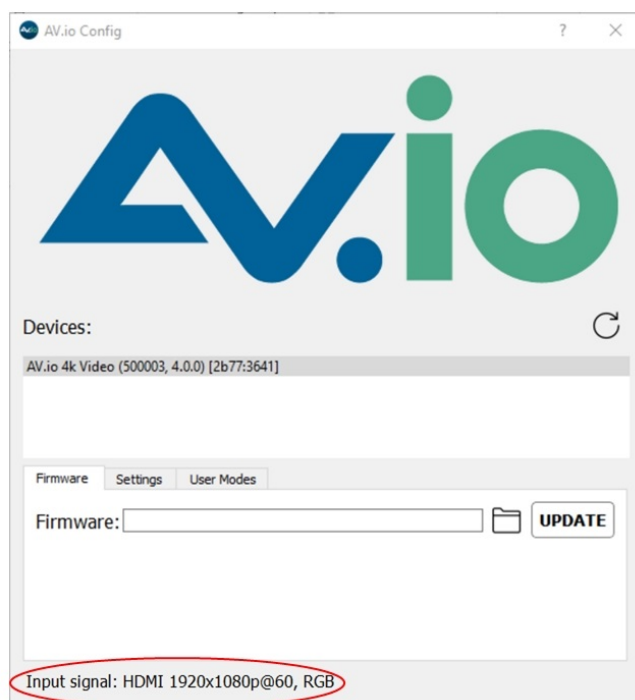 AV.io Config
AV.io
Devices:
AV.io 4k Video (500003, 4.0.0) [2b77:3641]
Firmware Settings User Modes
Firmware: UPDATE
Input signal: HDMI 1920x1080p@60, RGB